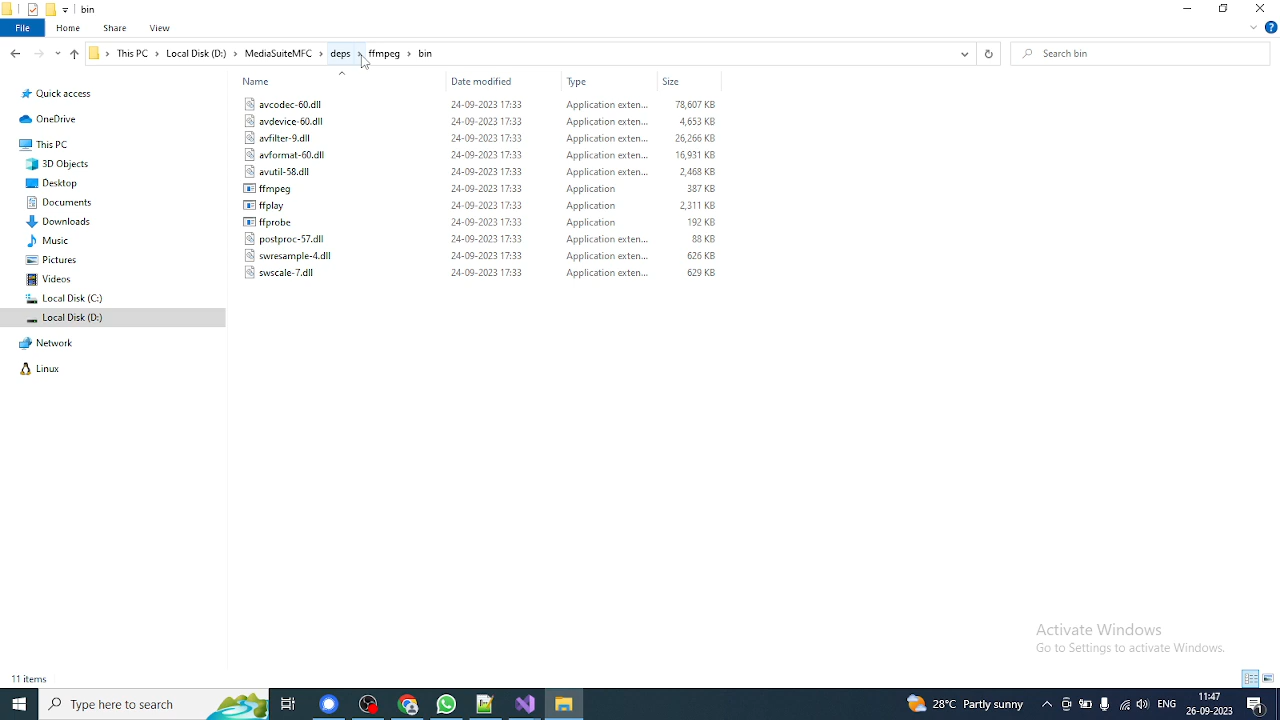 bin
File Home Share View
This PC Local Disk (D:) MediaSuiteMFC deps ffmpeg bin Search bin
Name Date modified Type Size
Quick access
OneDrive
This PC
3D Objects
Desktop
Documents
Downloads
Music
Pictures
Videos
Local Disk (C:)
Local Disk (D:)
Network
Linux
avcodec-60.dll 24-09-2023 17:33 Application exten... 78,607 KB
avdevice-60.dll 24-09-2023 17:33 Application exten... 4,653 KB
avfilter-9.dll 24-09-2023 17:33 Application exten... 26,266 KB
avformat-60.dll 24-09-2023 17:33 Application exten... 16,931 KB
avutil-58.dll 24-09-2023 17:33 Application exten... 2,468 KB
ffmpeg 24-09-2023 17:33 Application 387 KB
ffplay 24-09-2023 17:33 Application 2,311 KB
ffprobe 24-09-2023 17:33 Application 192 KB
postproc-57.dll 24-09-2023 17:33 Application exten... 88 KB
swresample-4.dll 24-09-2023 17:33 Application exten... 626 KB
swscale-7.dll 24-09-2023 17:33 Application exten... 629 KB
Activate Windows
Go to Settings to activate Windows.
11 items
Type here to search
28°C Partly sunny
ENG
11:47
26-09-2023
1